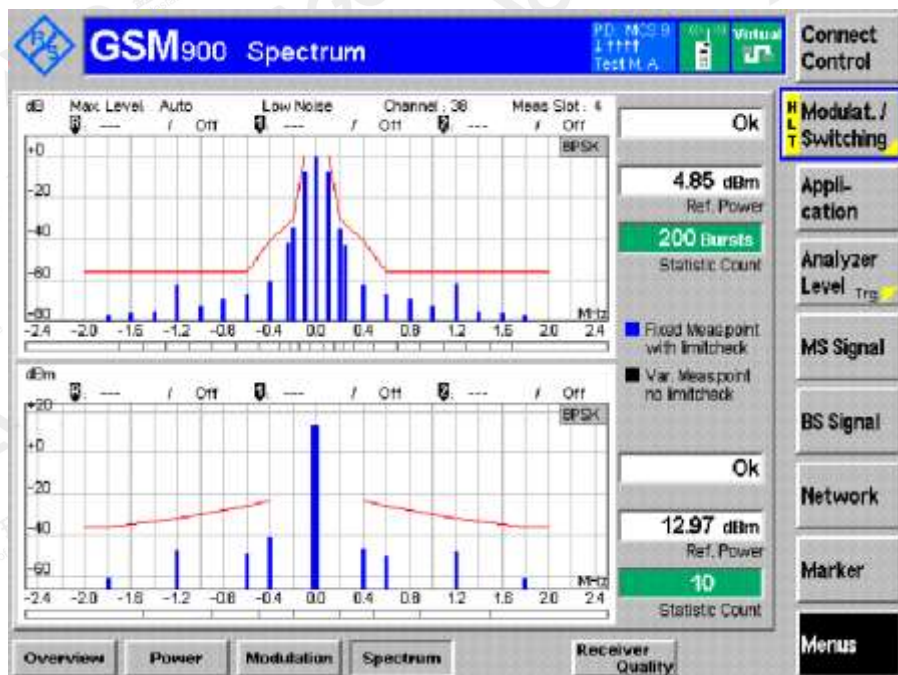 R&S
GSM900 Spectrum
P.D. MCS 9
Test M. A
Virtual
Connect Control
dB Max. Level: Auto Low Noise Channel: 38 Meas Slot: 4
--- / Off --- / Off --- / Off
8PSK
+0
-20
-40
-60
-80
MHz
-2.4 -2.0 -1.6 -1.2 -0.8 -0.4 0.0 0.4 0.8 1.2 1.6 2.0 2.4
Ok
4.85 dBm
Ref. Power
200 Bursts
Statistic Count
Fixed Meas.point
with limitcheck
Var. Meas.point
no limitcheck
dBm
--- / Off --- / Off --- / Off
8PSK
+20
+0
-20
-40
-60
MHz
-2.4 -2.0 -1.6 -1.2 -0.8 -0.4 0.0 0.4 0.8 1.2 1.6 2.0 2.4
Ok
12.97 dBm
Ref. Power
10
Statistic Count
H
L
T
Modulat. /
Switching
Appli-
cation
Analyzer
Level Trg
MS Signal
BS Signal
Network
Marker
Menus
Overview Power Modulation Spectrum Receiver
Quality